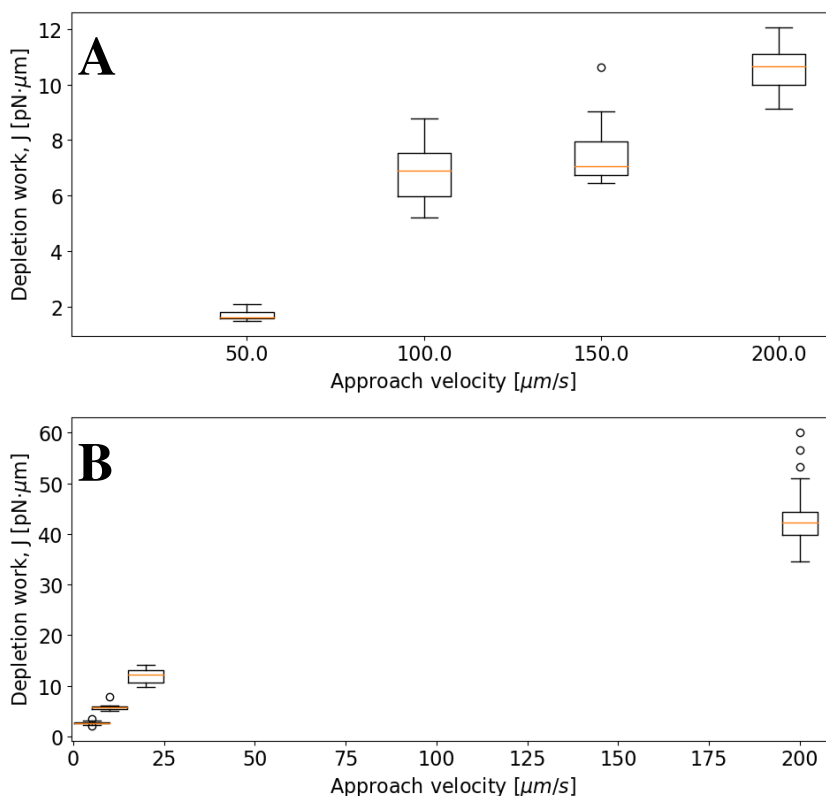 A
12
10
8
6
4
2
Depletion work, J [pN·μm]
50.0 100.0 150.0 200.0
Approach velocity [μm/s]
B
60
50
40
30
20
10
0
Depletion work, J [pN·μm]
0 25 50 75 100 125 150 175 200
Approach velocity [μm/s]